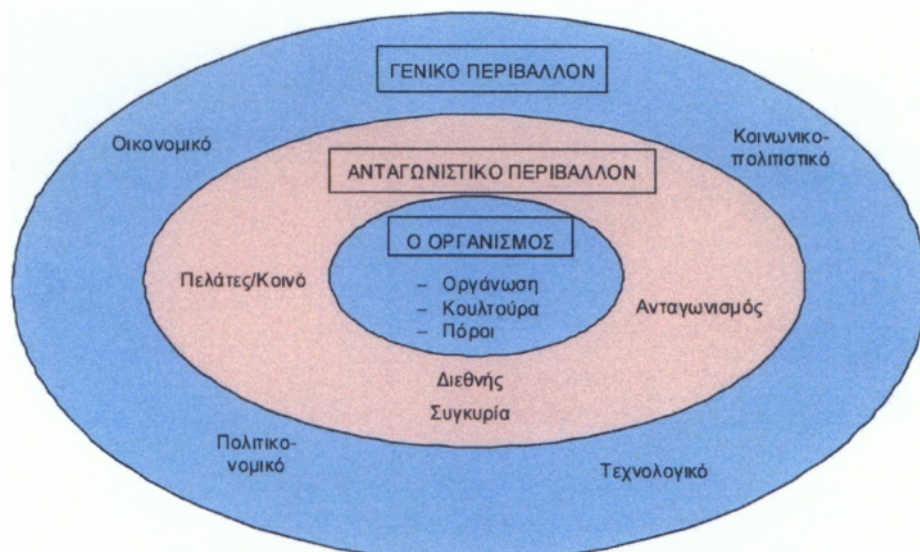 ΓΕΝΙΚΟ ΠΕΡΙΒΑΛΛΟΝ
Οικονομικό
Κοινωνικο-
πολιτιστικό
ΑΝΤΑΓΩΝΙΣΤΙΚΟ ΠΕΡΙΒΑΛΛΟΝ
Ο ΟΡΓΑΝΙΣΜΟΣ
Πελάτες/Κοινό
– Οργάνωση
– Κουλτούρα
– Πόροι
Ανταγωνισμός
Διεθνής
Συγκυρία
Πολιτικο-
νομικό
Τεχνολογικό